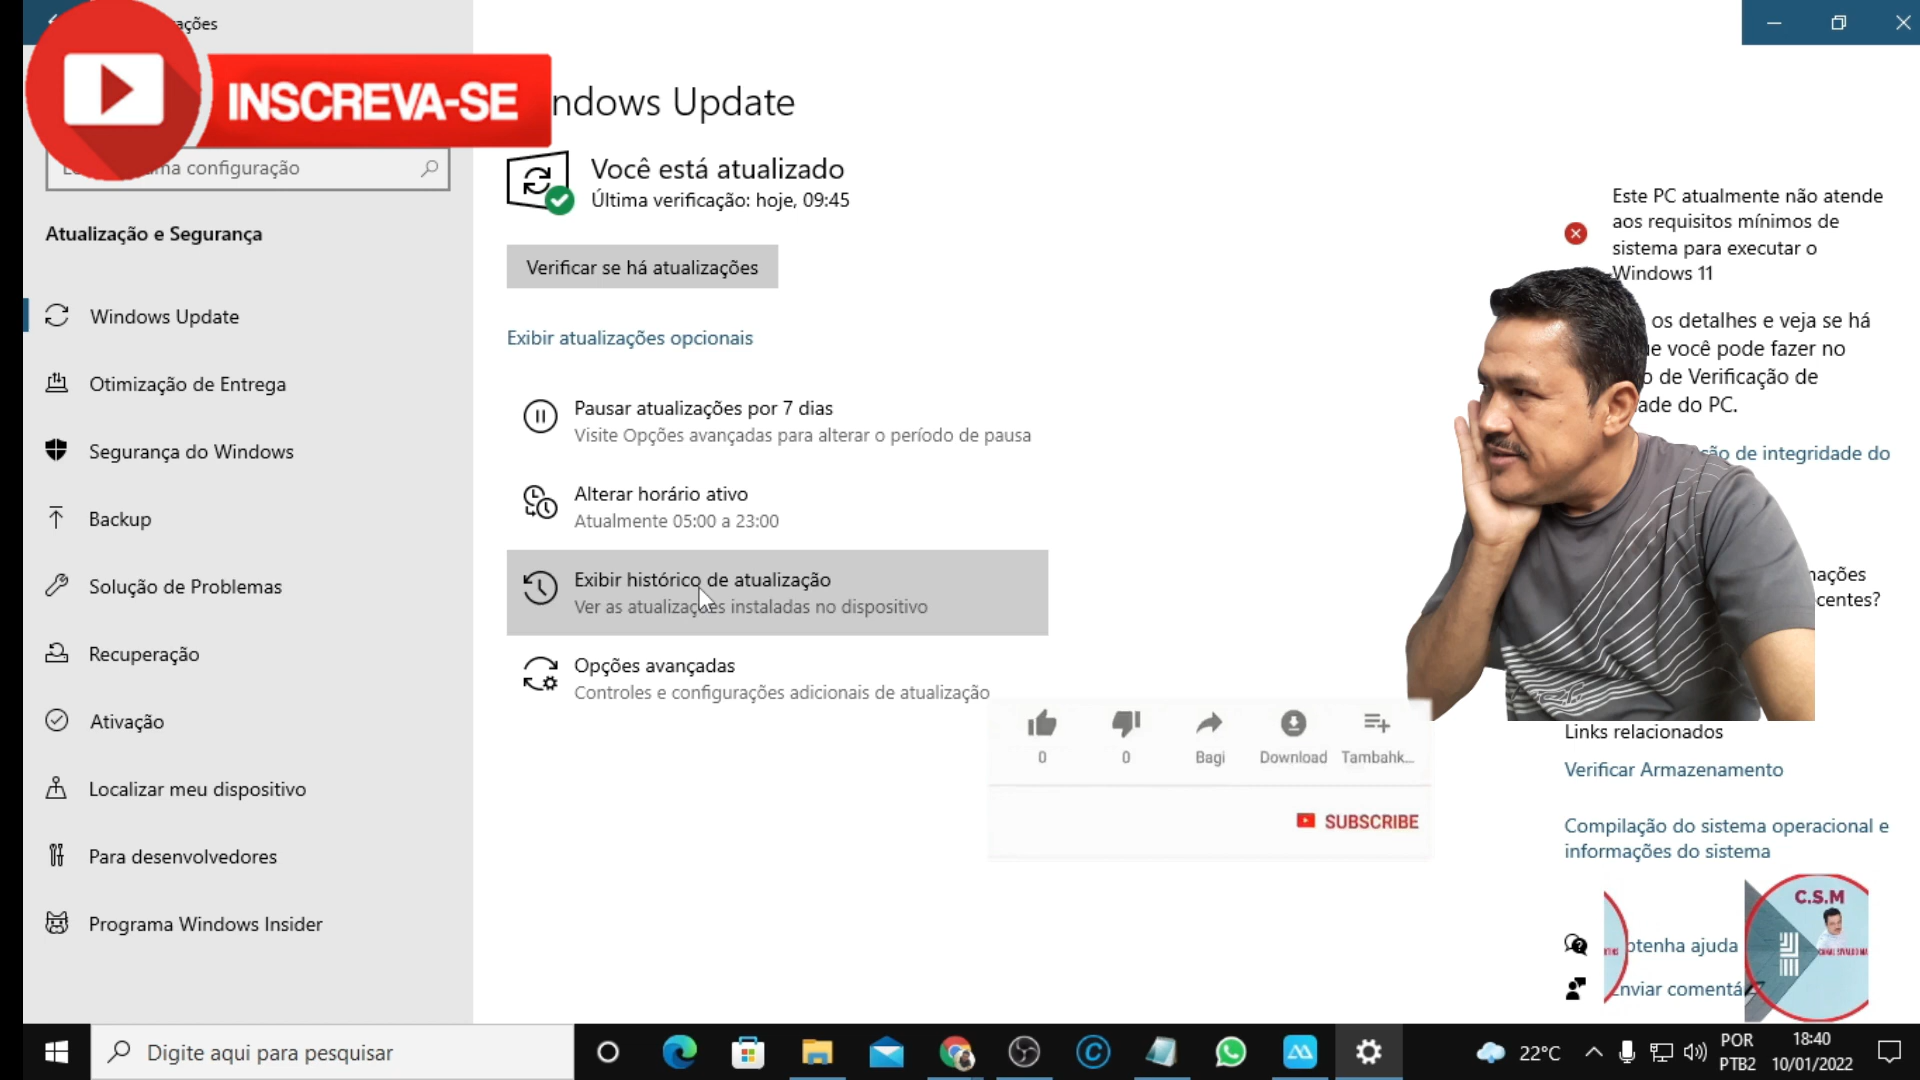 ações
INSCREVA-SE
ma configuração
Atualização e Segurança
Windows Update
Otimização de Entrega
Segurança do Windows
Backup
Solução de Problemas
Recuperação
Ativação
Localizar meu dispositivo
Para desenvolvedores
Programa Windows Insider
ndows Update
Você está atualizado
Última verificação: hoje, 09:45
Verificar se há atualizações
Exibir atualizações opcionais
Pausar atualizações por 7 dias
Visite Opções avançadas para alterar o período de pausa
Alterar horário ativo
Atualmente 05:00 a 23:00
Exibir histórico de atualização
Ver as atualizações instaladas no dispositivo
Opções avançadas
Controles e configurações adicionais de atualização
0 0 Bagi Download Tambahk...
SUBSCRIBE
Este PC atualmente não atende
aos requisitos mínimos de
sistema para executar o
Windows 11
os detalhes e veja se há
ue você pode fazer no
o de Verificação de
ade do PC.
ção de integridade do
mações
centes?
Links relacionados
Verificar Armazenamento
Compilação do sistema operacional e
informações do sistema
btenha ajuda
Enviar comentá
C.S.M
Digite aqui para pesquisar
22°C
POR
PTB2
18:40
10/01/2022